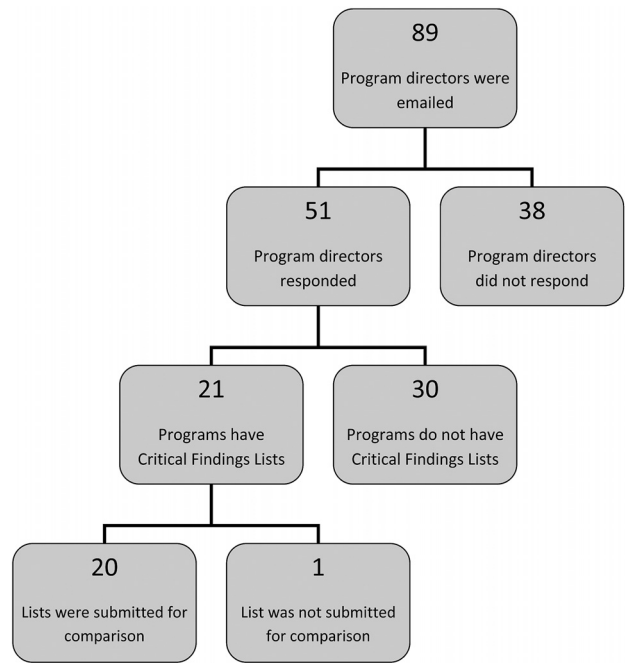 89
Program directors were
emailed
51
Program directors
responded
38
Program directors
did not respond
21
Programs have
Critical Findings Lists
30
Programs do not have
Critical Findings Lists
20
Lists were submitted for
comparison
1
List was not submitted
for comparison